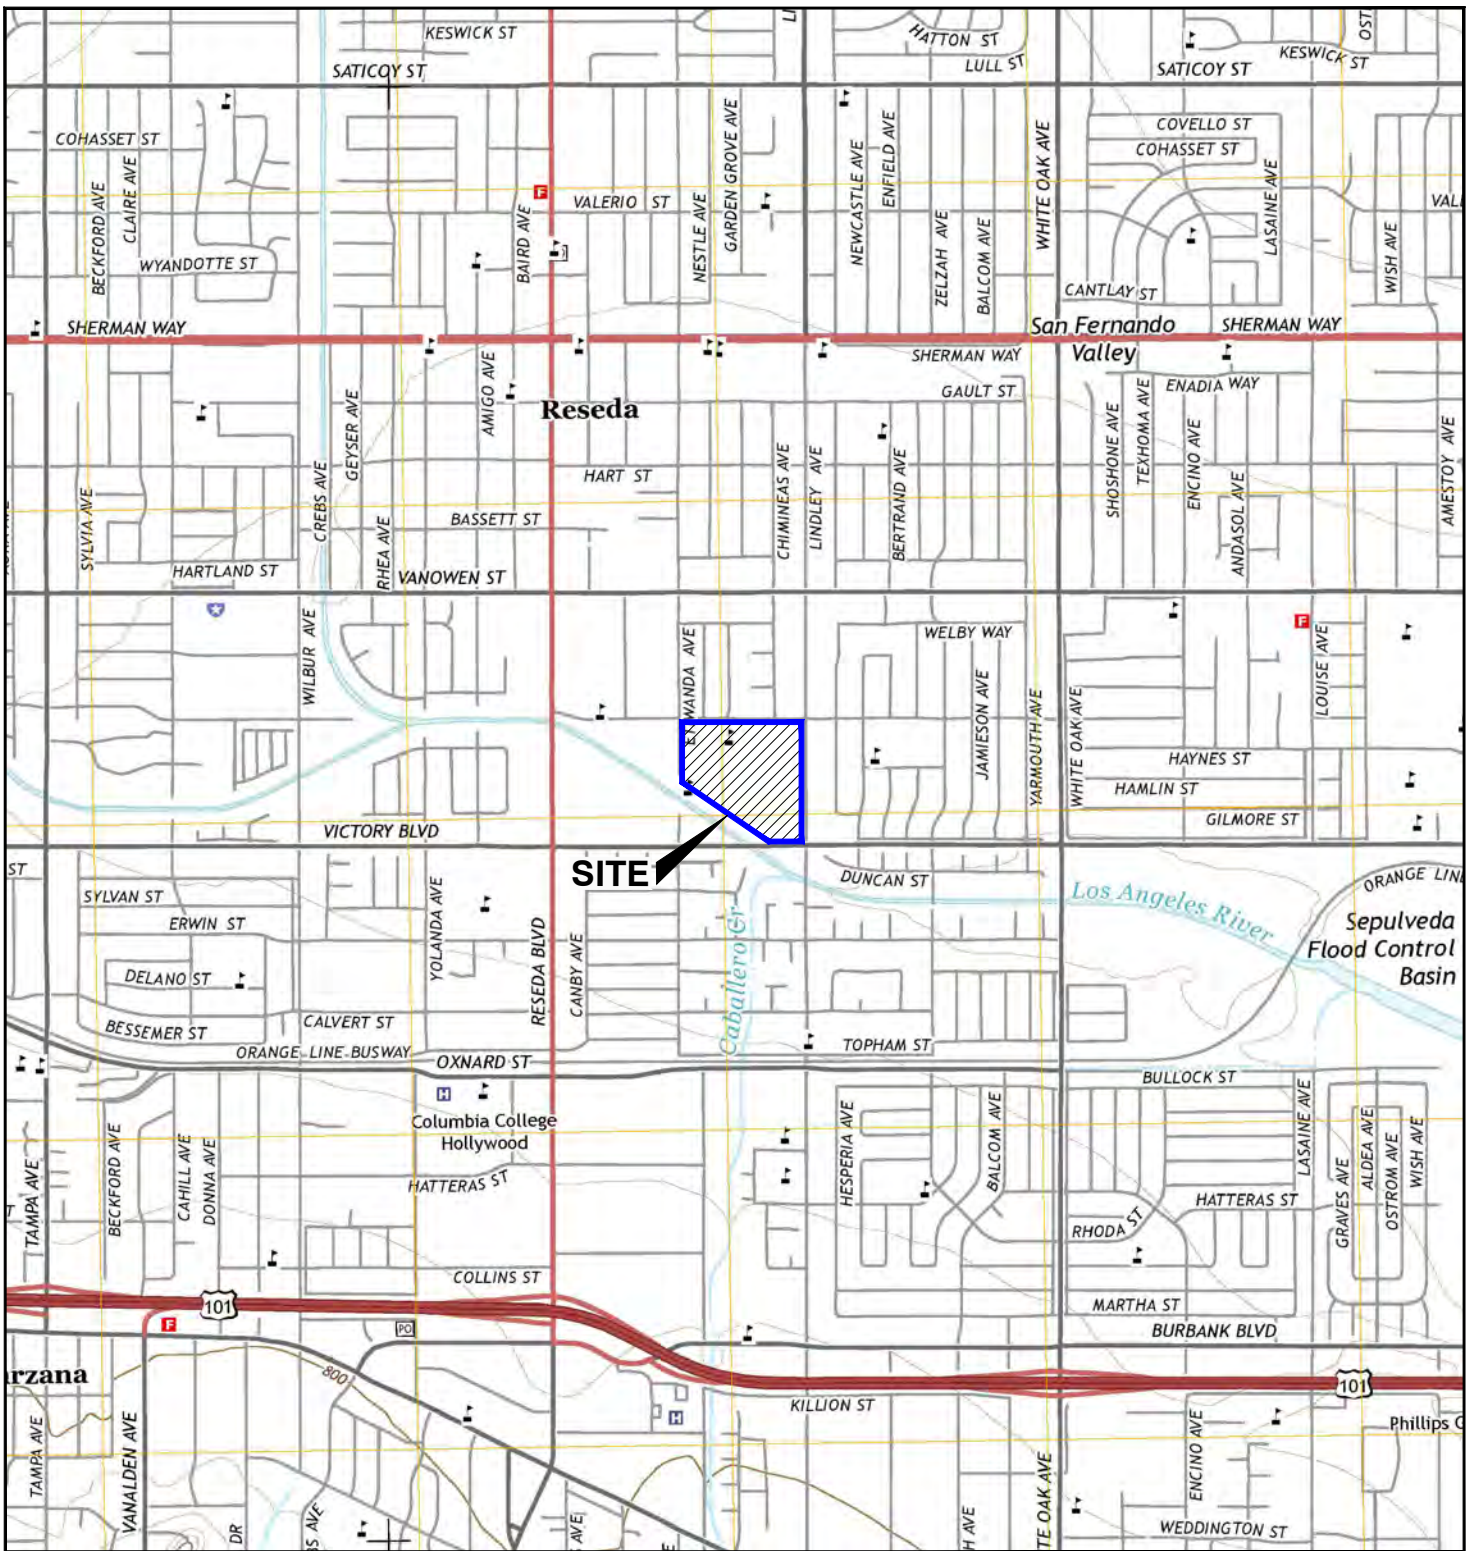 KESWICK ST
HATTON ST
LULL ST
KESWICK ST
SATICOY ST
SATICOY ST
COHASSET ST
COVELLO ST
COHASSET ST
BECKFORD AVE
CLAIRE AVE
WYANDOTTE ST
BAIRD AVE
F
VALERIO ST
NESTLE AVE
GARDEN GROVE AVE
NEWCASTLE AVE
ENFIELD AVE
ZELZAH AVE
BALCOM AVE
WHITE OAK AVE
LASAINE AVE
WISH AVE
CANTLAY ST
SHERMAN WAY
San Fernando
Valley
SHERMAN WAY
SHERMAN WAY
GAULT ST
ENADIA WAY
AMIGO AVE
GEYSER AVE
Reseda
CREBS AVE
HART ST
CHIMINEAS AVE
LINDLEY AVE
BERTRAND AVE
SHOSHONE AVE
TEXHOMA AVE
ENCINO AVE
ANDASOL AVE
AMESTOY AVE
SYLVIA AVE
BASSETT ST
RHEA AVE
HARTLAND ST
VANOWEN ST
WILBUR AVE
ETIWANDA AVE
WELBY WAY
F
LOUISE AVE
JAMIESON AVE
YARMOUTH AVE
WHITE OAK AVE
HAYNES ST
HAMLIN ST
GILMORE ST
VICTORY BLVD
SITE
ST
SYLVAN ST
ERWIN ST
YOLANDA AVE
DUNCAN ST
Los Angeles River
ORANGE LINE
Sepulveda
Flood Control
Basin
Caballero Cr
RESEDA BLVD
CANBY AVE
DELANO ST
BESSEMER ST
CALVERT ST
ORANGE LINE BUSWAY
OXNARD ST
TOPHAM ST
BULLOCK ST
H
Columbia College
Hollywood
HATTERAS ST
TAMPA AVE
BECKFORD AVE
CAHILL AVE
DONNA AVE
HESPERIA AVE
BALCOM AVE
LASAINE AVE
GRAVES AVE
ALDEA AVE
OSTROM AVE
WISH AVE
HATTERAS ST
RHODA ST
COLLINS ST
101
F
PO
MARTHA ST
BURBANK BLVD
rzana
800
101
KILLION ST
H
Phillips
TAMPA AVE
VANALDEN AVE
DR
ENCINO AVE
WEDDINGTON ST